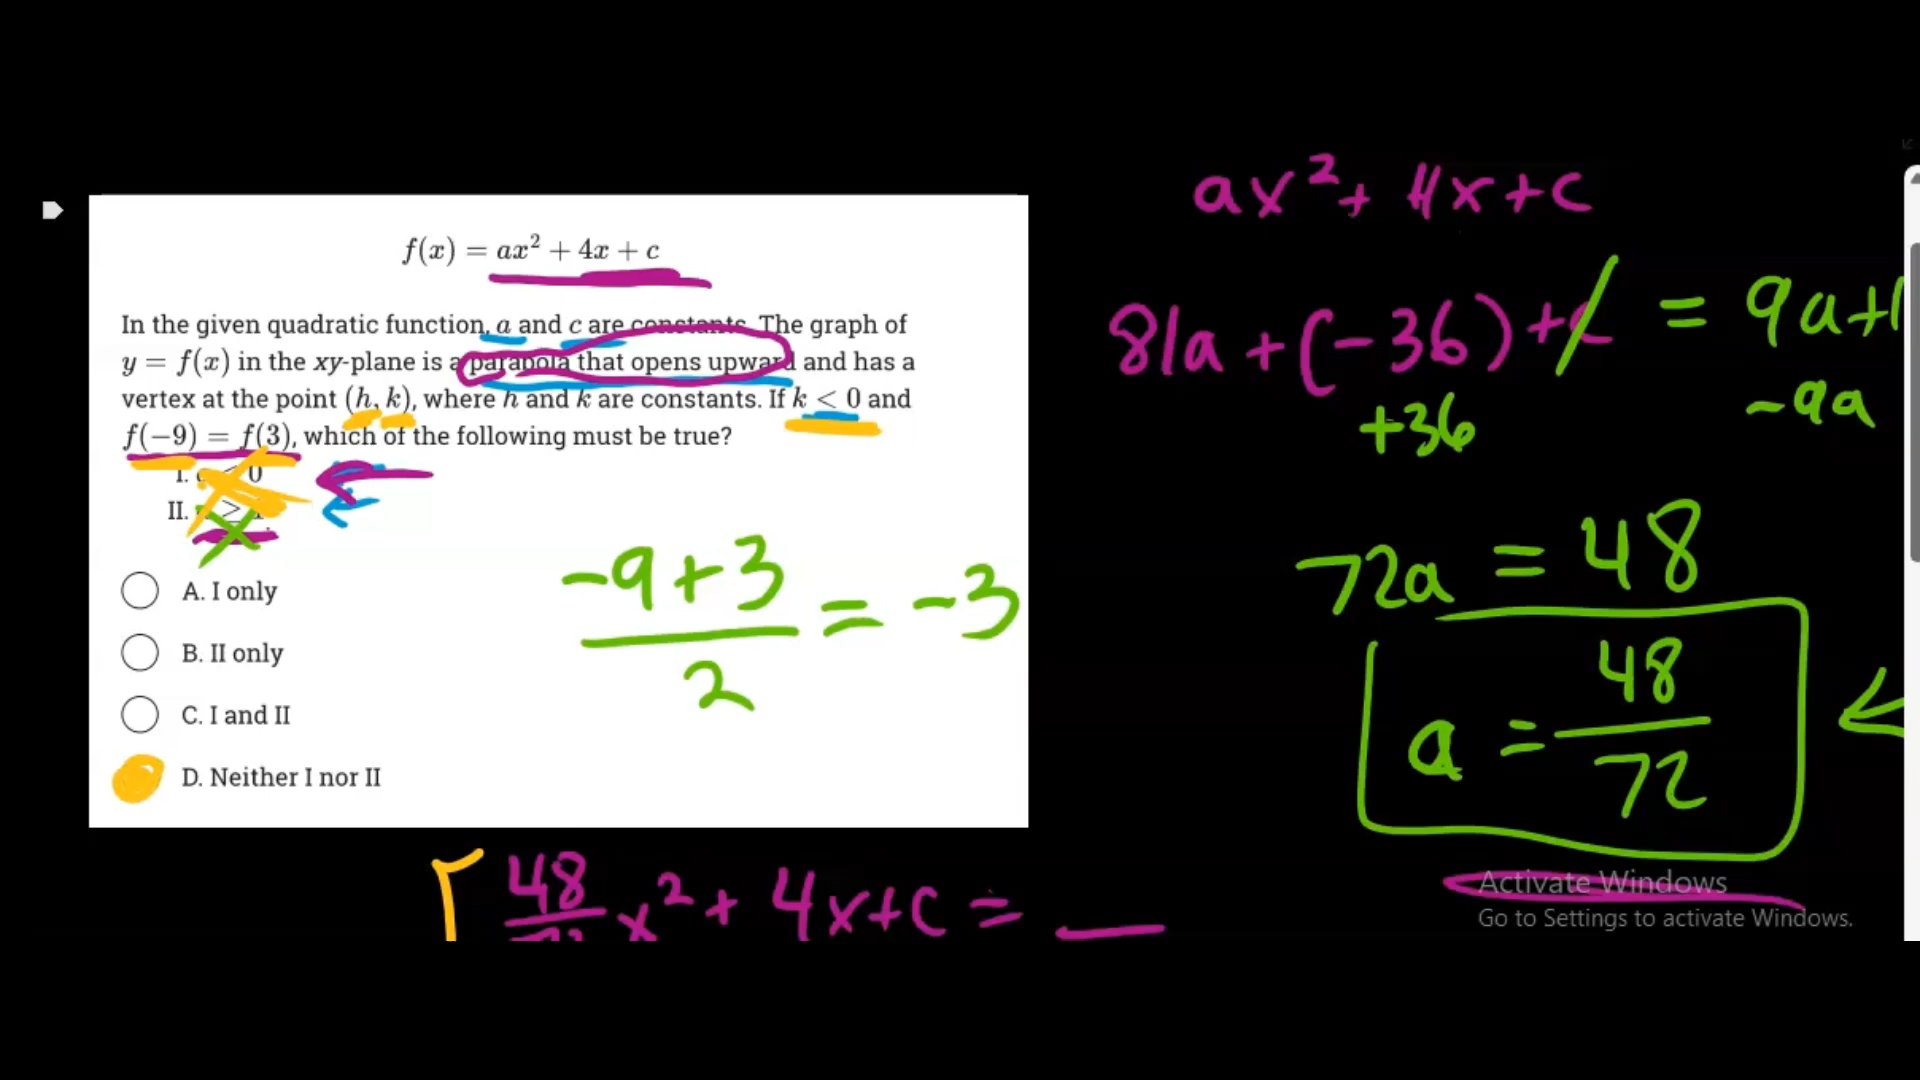 f(x) = ax² + 4x + c
In the given quadratic function, a and c are constants. The graph of
y = f(x) in the xy-plane is a parabola that opens upward and has a
vertex at the point (h, k), where h and k are constants. If k < 0 and
f(−9) = f(3), which of the following must be true?
I. < 0
II. ≥
A. I only
B. II only
C. I and II
D. Neither I nor II
-9+3
2
= -3
ax² + 4x+c
81a + (-36) +c = 9a+
+36
-9a
72a = 48
a = 48
72
48
x² + 4x+c =
Activate Windows
Go to Settings to activate Windows.